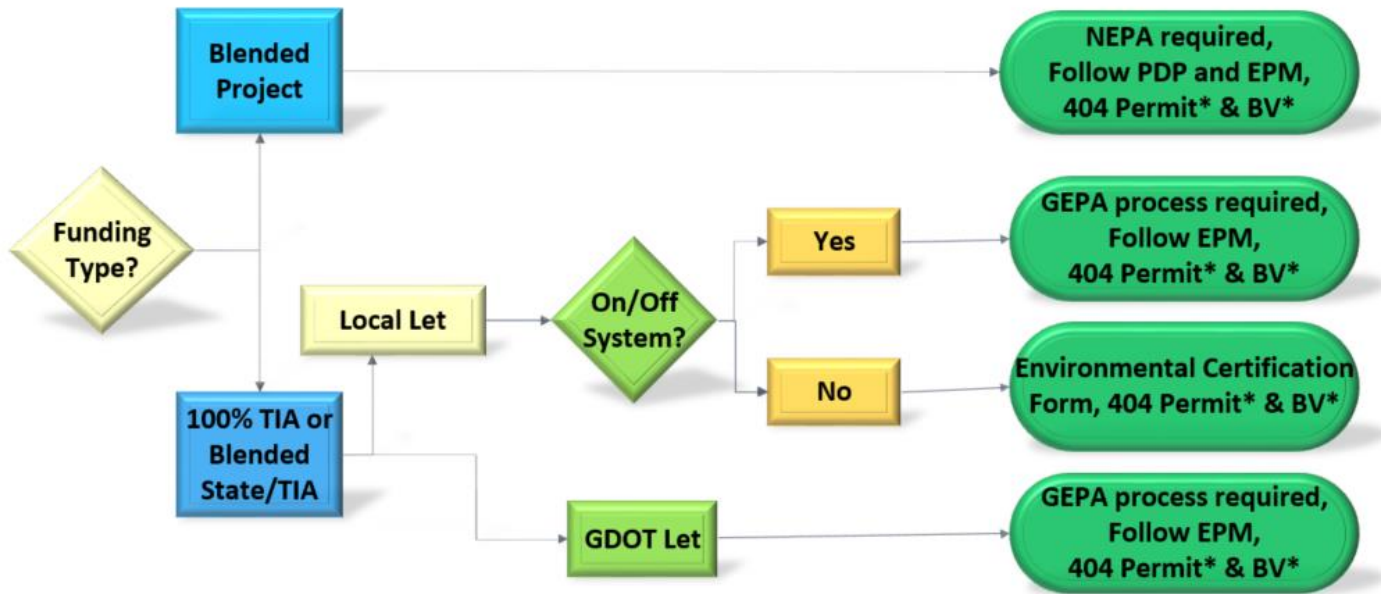 Blended
Project
NEPA required,
Follow PDP and EPM,
404 Permit* & BV*
Funding
Type?
Local Let
On/Off
System?
Yes
GEPA process required,
Follow EPM,
404 Permit* & BV*
No
Environmental Certification
Form, 404 Permit* & BV*
100% TIA or
Blended
State/TIA
GDOT Let
GEPA process required,
Follow EPM,
404 Permit* & BV*